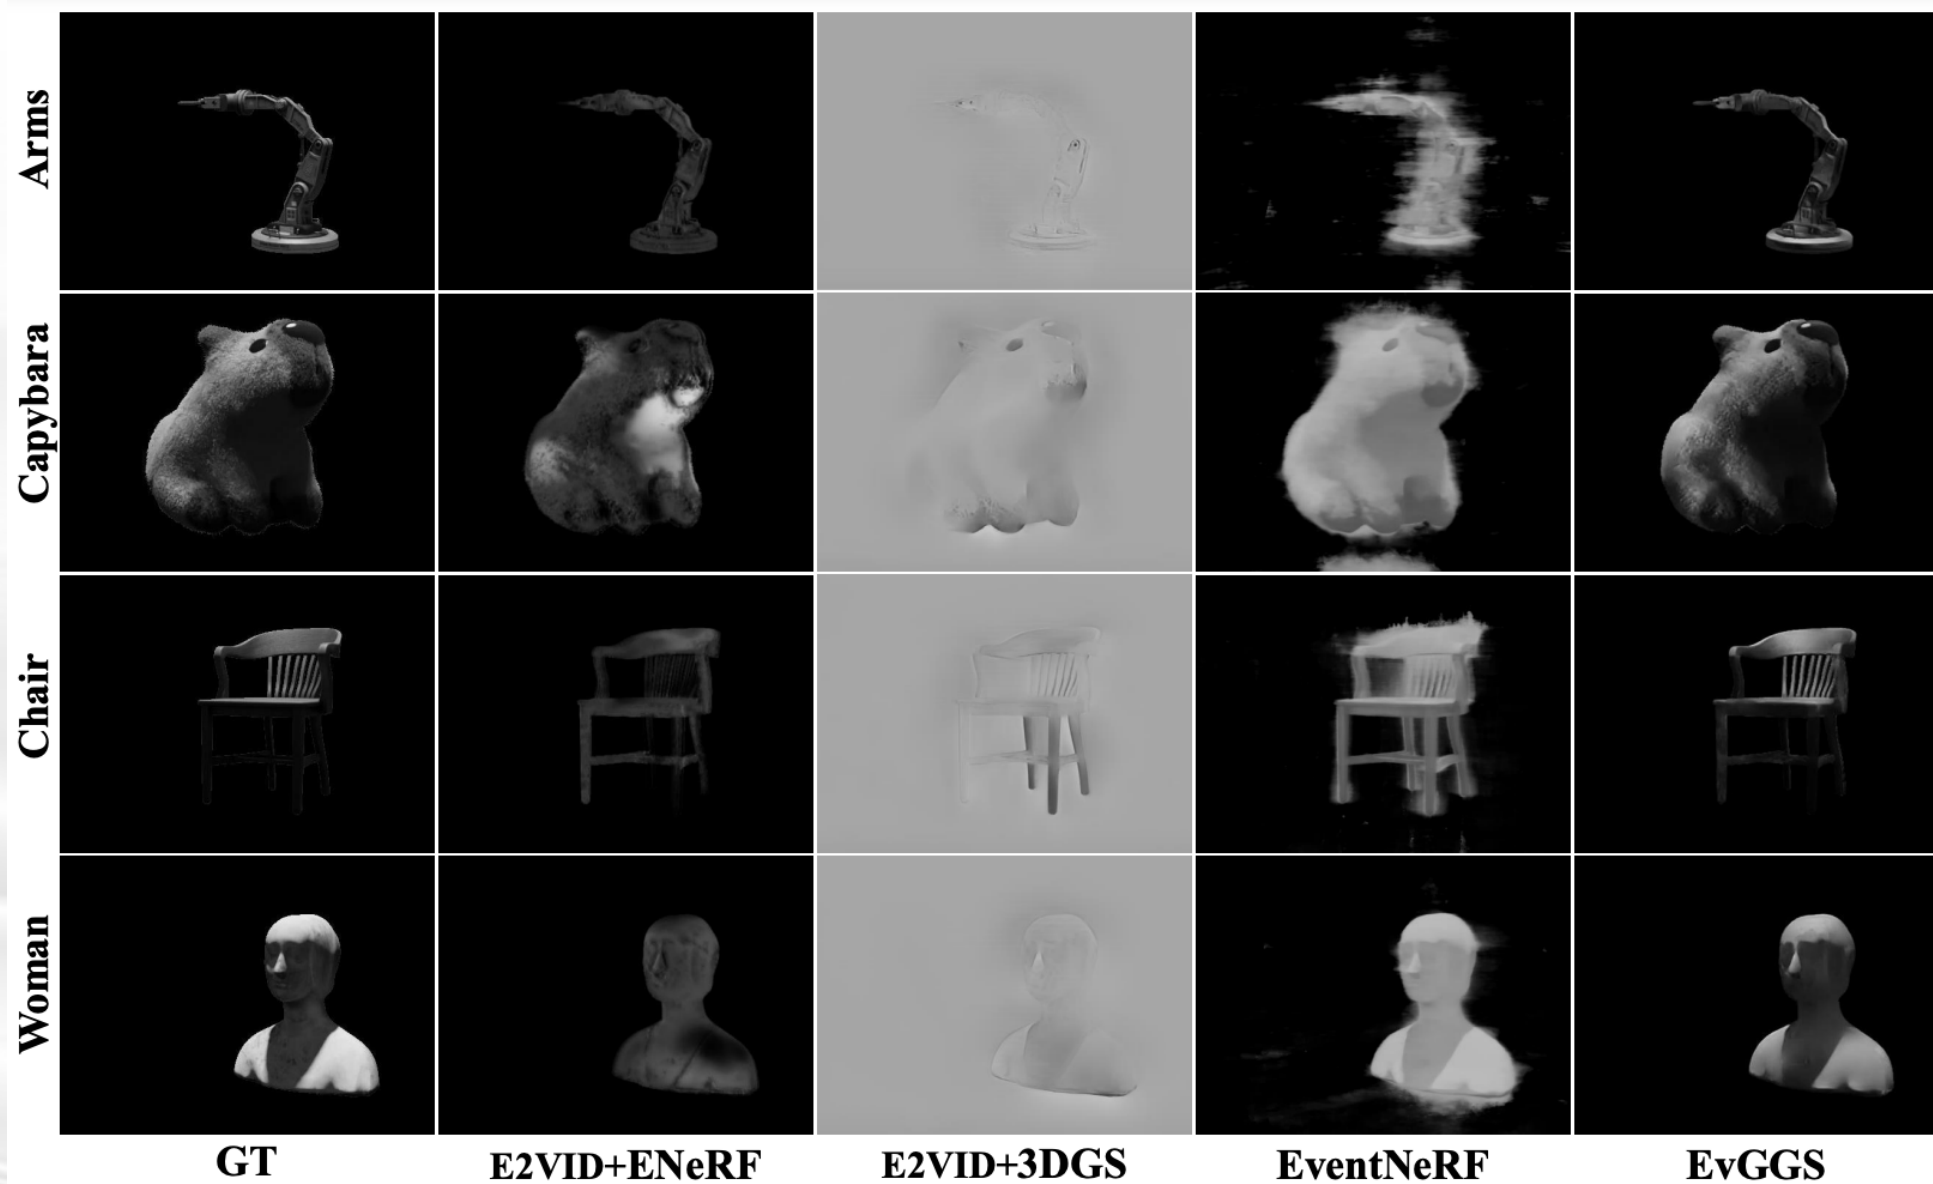 Arms
Capybara
Chair
Woman
GT
E2VID+ENeRF
E2VID+3DGS
EventNeRF
EvGGS